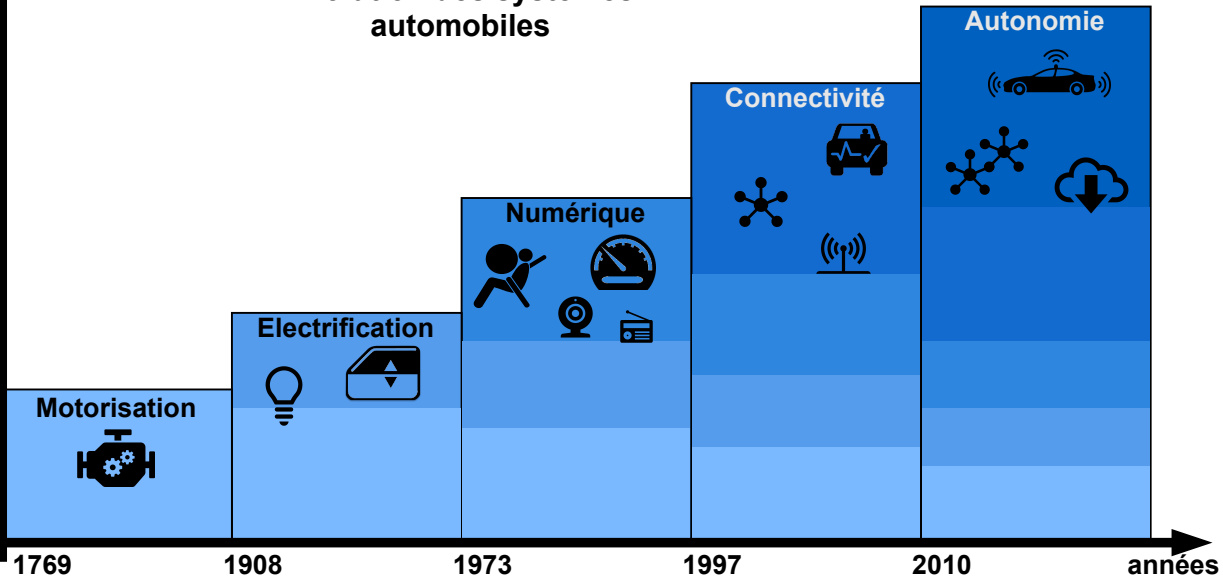 automobiles
Autonomie
Connectivité
Numérique
Electrification
Motorisation
1769 1908 1973 1997 2010 années